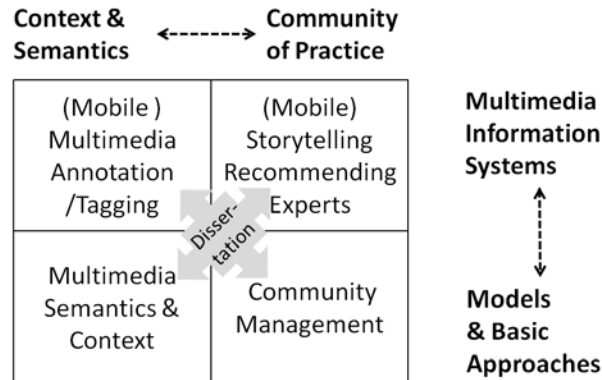 Context &
Semantics
Community
of Practice
(Mobile )
Multimedia
Annotation
/Tagging
(Mobile)
Storytelling
Recommending
Experts
Multimedia
Information
Systems
Disser-
tation
Multimedia
Semantics &
Context
Community
Management
Models
& Basic
Approaches